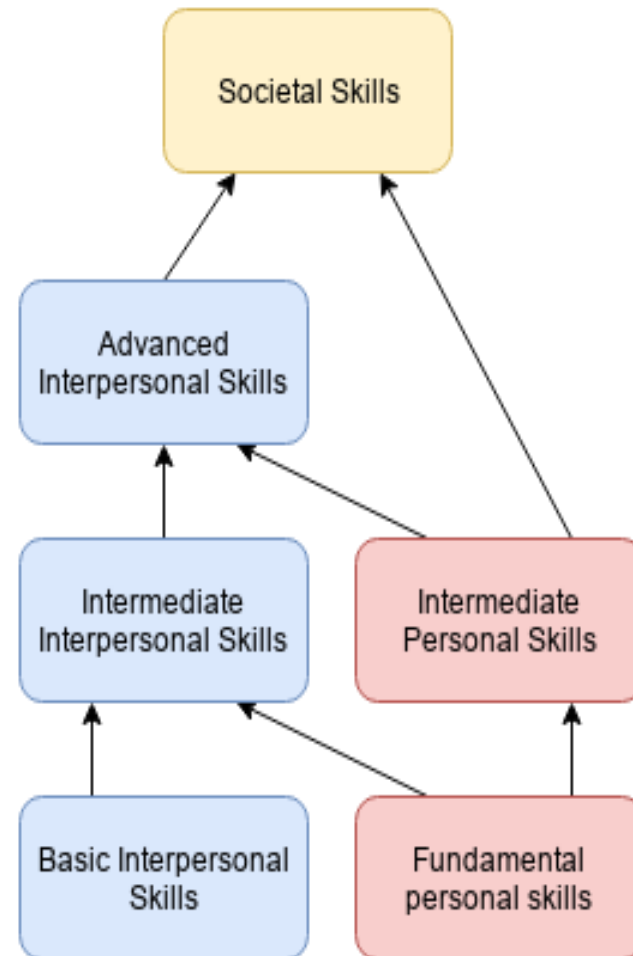 Societal Skills
Advanced
Interpersonal Skills
Intermediate
Interpersonal Skills
Intermediate
Personal Skills
Basic Interpersonal
Skills
Fundamental
personal skills